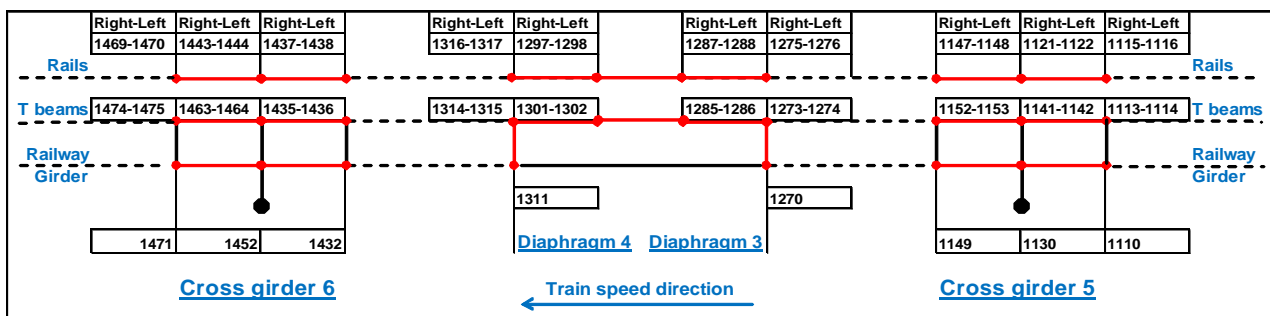 Right-Left Right-Left Right-Left Right-Left Right-Left Right-Left Right-Left Right-Left Right-Left Right-Left
1469-1470 1443-1444 1437-1438 1316-1317 1297-1298 1287-1288 1275-1276 1147-1148 1121-1122 1115-1116
Rails Rails
T beams 1474-1475 1463-1464 1435-1436 1314-1315 1301-1302 1285-1286 1273-1274 1152-1153 1141-1142 1113-1114 T beams
Railway Railway
Girder Girder
1311 1270
1471 1452 1432 Diaphragm 4 Diaphragm 3 1149 1130 1110
Cross girder 6 Train speed direction Cross girder 5